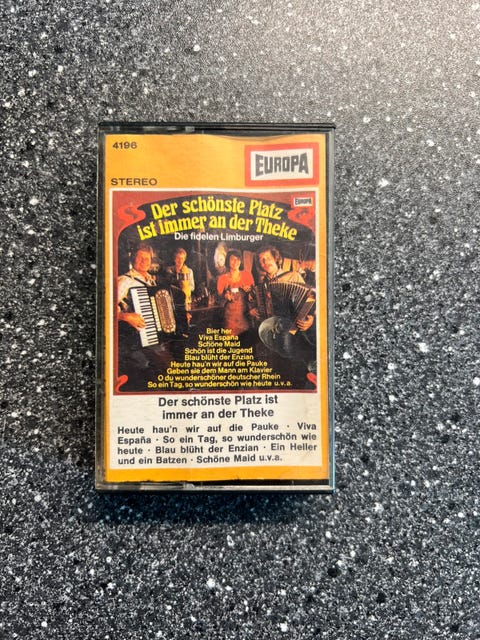 4196
EUROPA
STEREO
EUROPA
Der schönste Platz
ist immer an der Theke
Die fidelen Limburger
Bier her
Viva España
Schöne Maid
Schön ist die Jugend
Blau blüht der Enzian
Heute hau'n wir auf die Pauke
Geben sie dem Mann am Klavier
O du wunderschöner deutscher Rhein
So ein Tag, so wunderschön wie heute u.v.a.
Der schönste Platz ist
immer an der Theke
Heute hau'n wir auf die Pauke · Viva
España · So ein Tag, so wunderschön wie
heute · Blau blüht der Enzian · Ein Heller
und ein Batzen · Schöne Maid u.v.a.